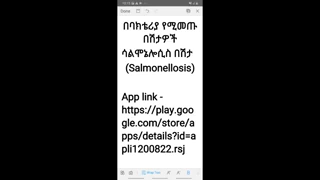 Done
በባክቴሪያ የሚመጡ
በሽታዎች
ሳልሞኔሎሲስ በሽታ
(Salmonellosis)
App link -
https://play.goo
gle.com/store/a
pps/details?id=a
pli1200822.rsj